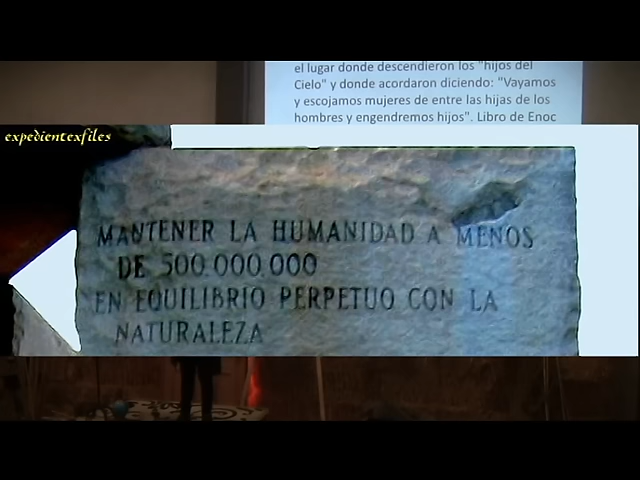 el lugar donde descendieron los "hijos del
Cielo" y donde acordaron diciendo: "Vayamos
y escojamos mujeres de entre las hijas de los
hombres y engendremos hijos". Libro de Enoc
expedientexfiles
MANTENER LA HUMANIDAD A MENOS
DE 500.000.000
EN EQUILIBRIO PERPETUO CON LA
NATURALEZA